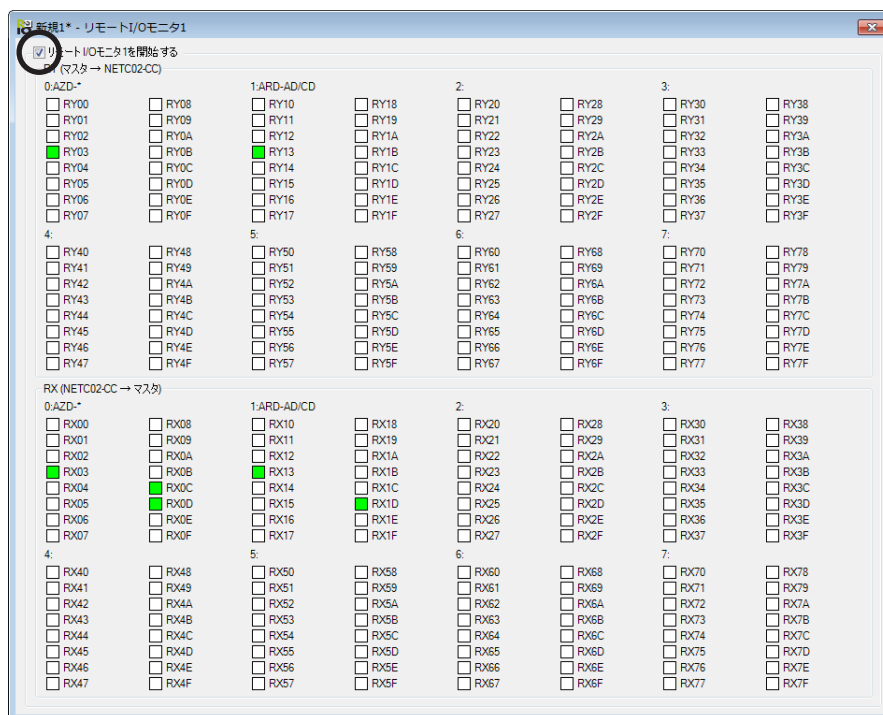 新規1* - リモートI/Oモニタ1
リモートI/Oモニタ1を開始する
RY (マスタ → NETC02-CC)
0:AZD-* 1:ARD-AD/CD 2: 3:
RY00 RY08 RY10 RY18 RY20 RY28 RY30 RY38
RY01 RY09 RY11 RY19 RY21 RY29 RY31 RY39
RY02 RY0A RY12 RY1A RY22 RY2A RY32 RY3A
RY03 RY0B RY13 RY1B RY23 RY2B RY33 RY3B
RY04 RY0C RY14 RY1C RY24 RY2C RY34 RY3C
RY05 RY0D RY15 RY1D RY25 RY2D RY35 RY3D
RY06 RY0E RY16 RY1E RY26 RY2E RY36 RY3E
RY07 RY0F RY17 RY1F RY27 RY2F RY37 RY3F
4: 5: 6: 7:
RY40 RY48 RY50 RY58 RY60 RY68 RY70 RY78
RY41 RY49 RY51 RY59 RY61 RY69 RY71 RY79
RY42 RY4A RY52 RY5A RY62 RY6A RY72 RY7A
RY43 RY4B RY53 RY5B RY63 RY6B RY73 RY7B
RY44 RY4C RY54 RY5C RY64 RY6C RY74 RY7C
RY45 RY4D RY55 RY5D RY65 RY6D RY75 RY7D
RY46 RY4E RY56 RY5E RY66 RY6E RY76 RY7E
RY47 RY4F RY57 RY5F RY67 RY6F RY77 RY7F
RX (NETC02-CC → マスタ)
0:AZD-* 1:ARD-AD/CD 2: 3:
RX00 RX08 RX10 RX18 RX20 RX28 RX30 RX38
RX01 RX09 RX11 RX19 RX21 RX29 RX31 RX39
RX02 RX0A RX12 RX1A RX22 RX2A RX32 RX3A
RX03 RX0B RX13 RX1B RX23 RX2B RX33 RX3B
RX04 RX0C RX14 RX1C RX24 RX2C RX34 RX3C
RX05 RX0D RX15 RX1D RX25 RX2D RX35 RX3D
RX06 RX0E RX16 RX1E RX26 RX2E RX36 RX3E
RX07 RX0F RX17 RX1F RX27 RX2F RX37 RX3F
4: 5: 6: 7:
RX40 RX48 RX50 RX58 RX60 RX68 RX70 RX78
RX41 RX49 RX51 RX59 RX61 RX69 RX71 RX79
RX42 RX4A RX52 RX5A RX62 RX6A RX72 RX7A
RX43 RX4B RX53 RX5B RX63 RX6B RX73 RX7B
RX44 RX4C RX54 RX5C RX64 RX6C RX74 RX7C
RX45 RX4D RX55 RX5D RX65 RX6D RX75 RX7D
RX46 RX4E RX56 RX5E RX66 RX6E RX76 RX7E
RX47 RX4F RX57 RX5F RX67 RX6F RX77 RX7F